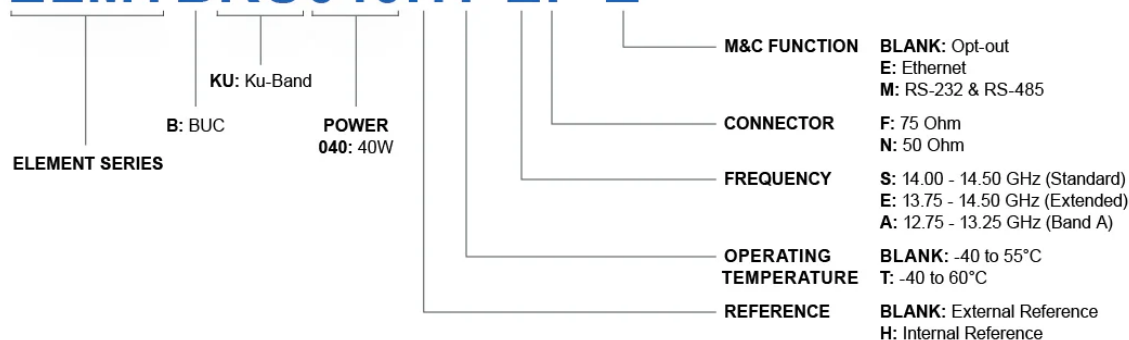 M&C FUNCTION BLANK: Opt-out
E: Ethernet
KU: Ku-Band
M: RS-232 & RS-485
B: BUC
POWER
040: 40W
CONNECTOR F: 75 Ohm
N: 50 Ohm
ELEMENT SERIES
FREQUENCY S: 14.00 - 14.50 GHz (Standard)
E: 13.75 - 14.50 GHz (Extended)
A: 12.75 - 13.25 GHz (Band A)
OPERATING BLANK: -40 to 55°C
TEMPERATURE T: -40 to 60°C
REFERENCE BLANK: External Reference
H: Internal Reference